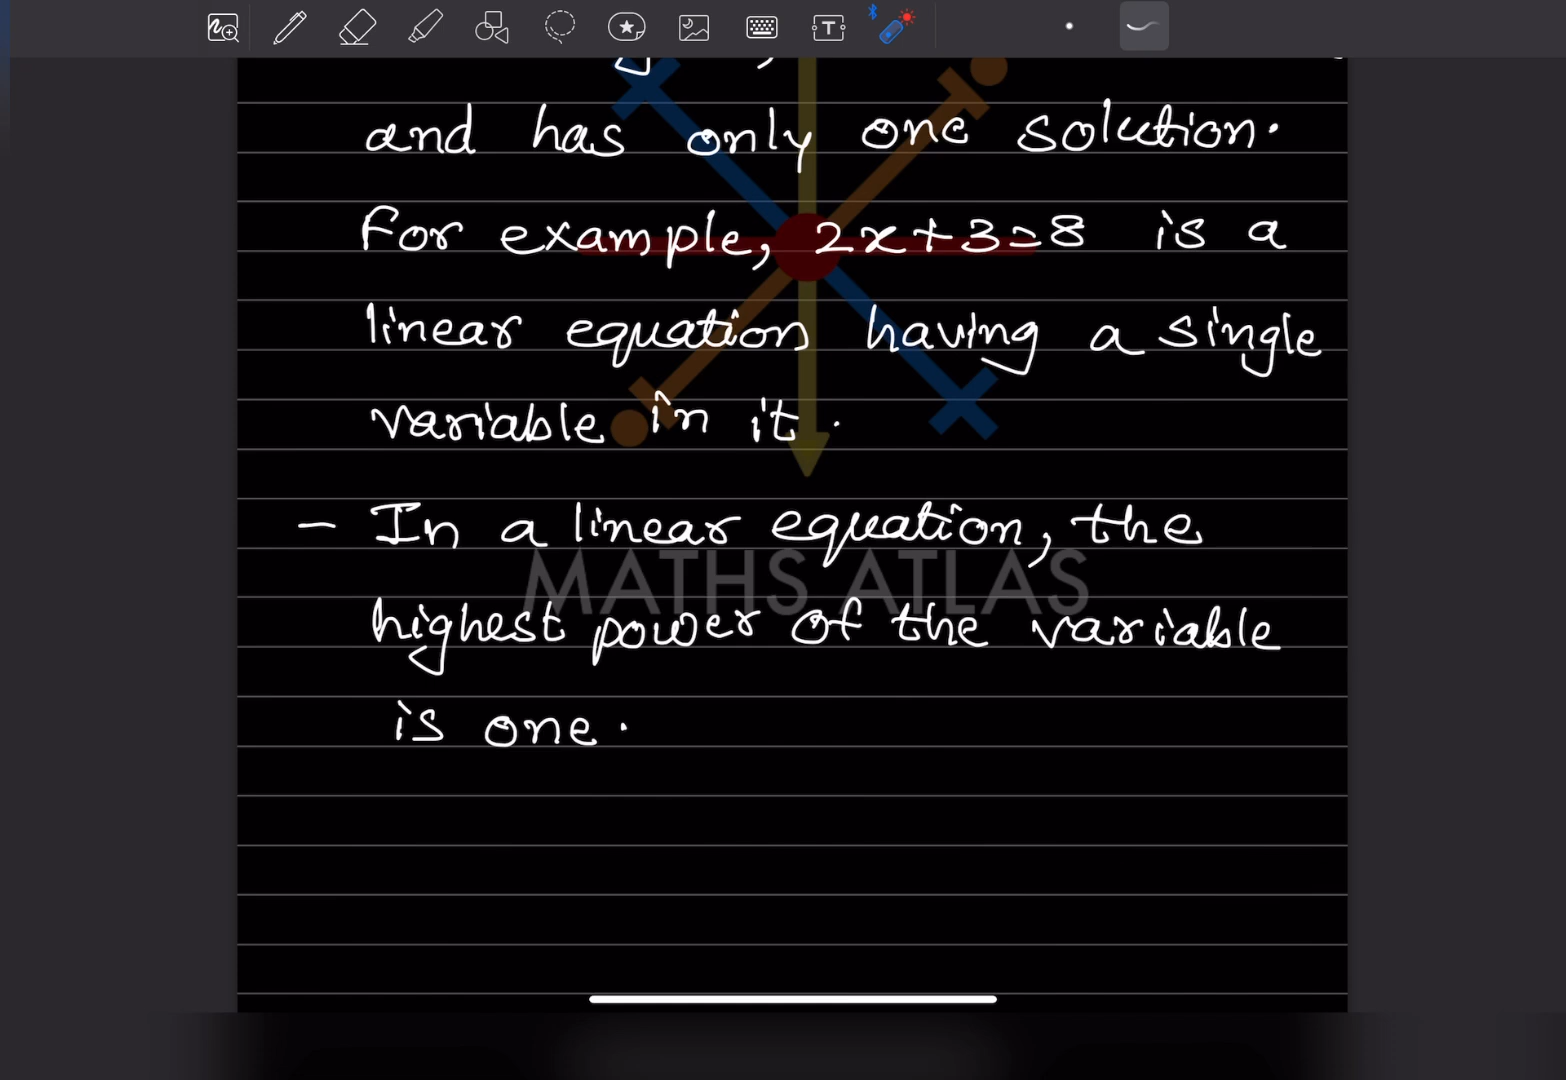 and has only one solution.
For example, 2x+3=8 is a
linear equation having a single
variable in it.
- In a linear equation, the
MATHS ATLAS
highest power of the variable
is one.